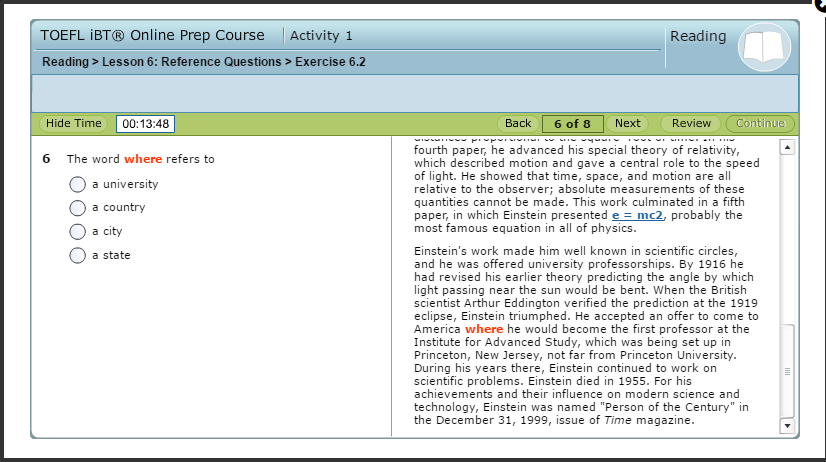 TOEFL iBT® Online Prep Course Activity 1 Reading
Reading > Lesson 6: Reference Questions > Exercise 6.2
Hide Time 00:13:48 Back 6 of 8 Next Review Continue
6 The word where refers to
a university
a country
a city
a state
fourth paper, he advanced his special theory of relativity,
which described motion and gave a central role to the speed
of light. He showed that time, space, and motion are all
relative to the observer; absolute measurements of these
quantities cannot be made. This work culminated in a fifth
paper, in which Einstein presented e = mc2, probably the
most famous equation in all of physics.
Einstein's work made him well known in scientific circles,
and he was offered university professorships. By 1916 he
had revised his earlier theory predicting the angle by which
light passing near the sun would be bent. When the British
scientist Arthur Eddington verified the prediction at the 1919
eclipse, Einstein triumphed. He accepted an offer to come to
America where he would become the first professor at the
Institute for Advanced Study, which was being set up in
Princeton, New Jersey, not far from Princeton University.
During his years there, Einstein continued to work on
scientific problems. Einstein died in 1955. For his
achievements and their influence on modern science and
technology, Einstein was named "Person of the Century" in
the December 31, 1999, issue of Time magazine.